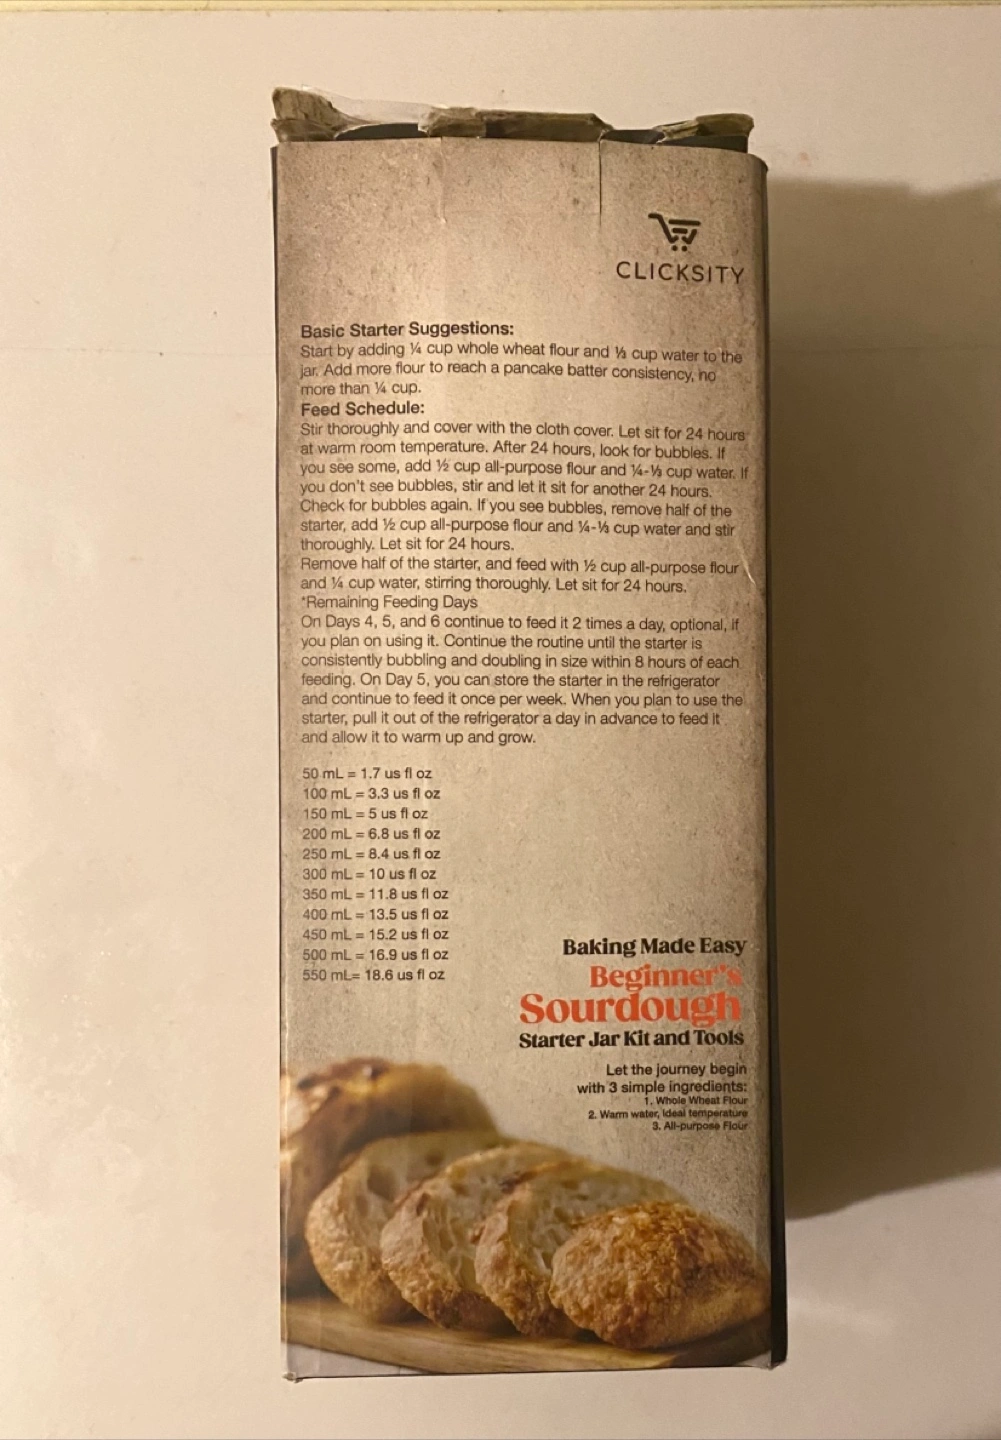 CLICKSITY
Basic Starter Suggestions:
Start by adding ¼ cup whole wheat flour and ⅓ cup water to the
jar. Add more flour to reach a pancake batter consistency, no
more than ¼ cup.
Feed Schedule:
Stir thoroughly and cover with the cloth cover. Let sit for 24 hours
at warm room temperature. After 24 hours, look for bubbles. If
you see some, add ½ cup all-purpose flour and ¼-⅓ cup water. If
you don't see bubbles, stir and let it sit for another 24 hours.
Check for bubbles again. If you see bubbles, remove half of the
starter, add ½ cup all-purpose flour and ¼-⅓ cup water and stir
thoroughly. Let sit for 24 hours.
Remove half of the starter, and feed with ½ cup all-purpose flour
and ¼ cup water, stirring thoroughly. Let sit for 24 hours.
*Remaining Feeding Days
On Days 4, 5, and 6 continue to feed it 2 times a day, optional, if
you plan on using it. Continue the routine until the starter is
consistently bubbling and doubling in size within 8 hours of each
feeding. On Day 5, you can store the starter in the refrigerator
and continue to feed it once per week. When you plan to use the
starter, pull it out of the refrigerator a day in advance to feed it
and allow it to warm up and grow.
50 mL = 1.7 us fl oz
100 mL = 3.3 us fl oz
150 mL = 5 us fl oz
200 mL = 6.8 us fl oz
250 mL = 8.4 us fl oz
300 mL = 10 us fl oz
350 mL = 11.8 us fl oz
400 mL = 13.5 us fl oz
450 mL = 15.2 us fl oz
500 mL = 16.9 us fl oz
550 mL= 18.6 us fl oz
Baking Made Easy
Beginner's
Sourdough
Starter Jar Kit and Tools
Let the journey begin
with 3 simple ingredients:
1. Whole Wheat Flour
2. Warm water, Ideal temperature
3. All-purpose Flour